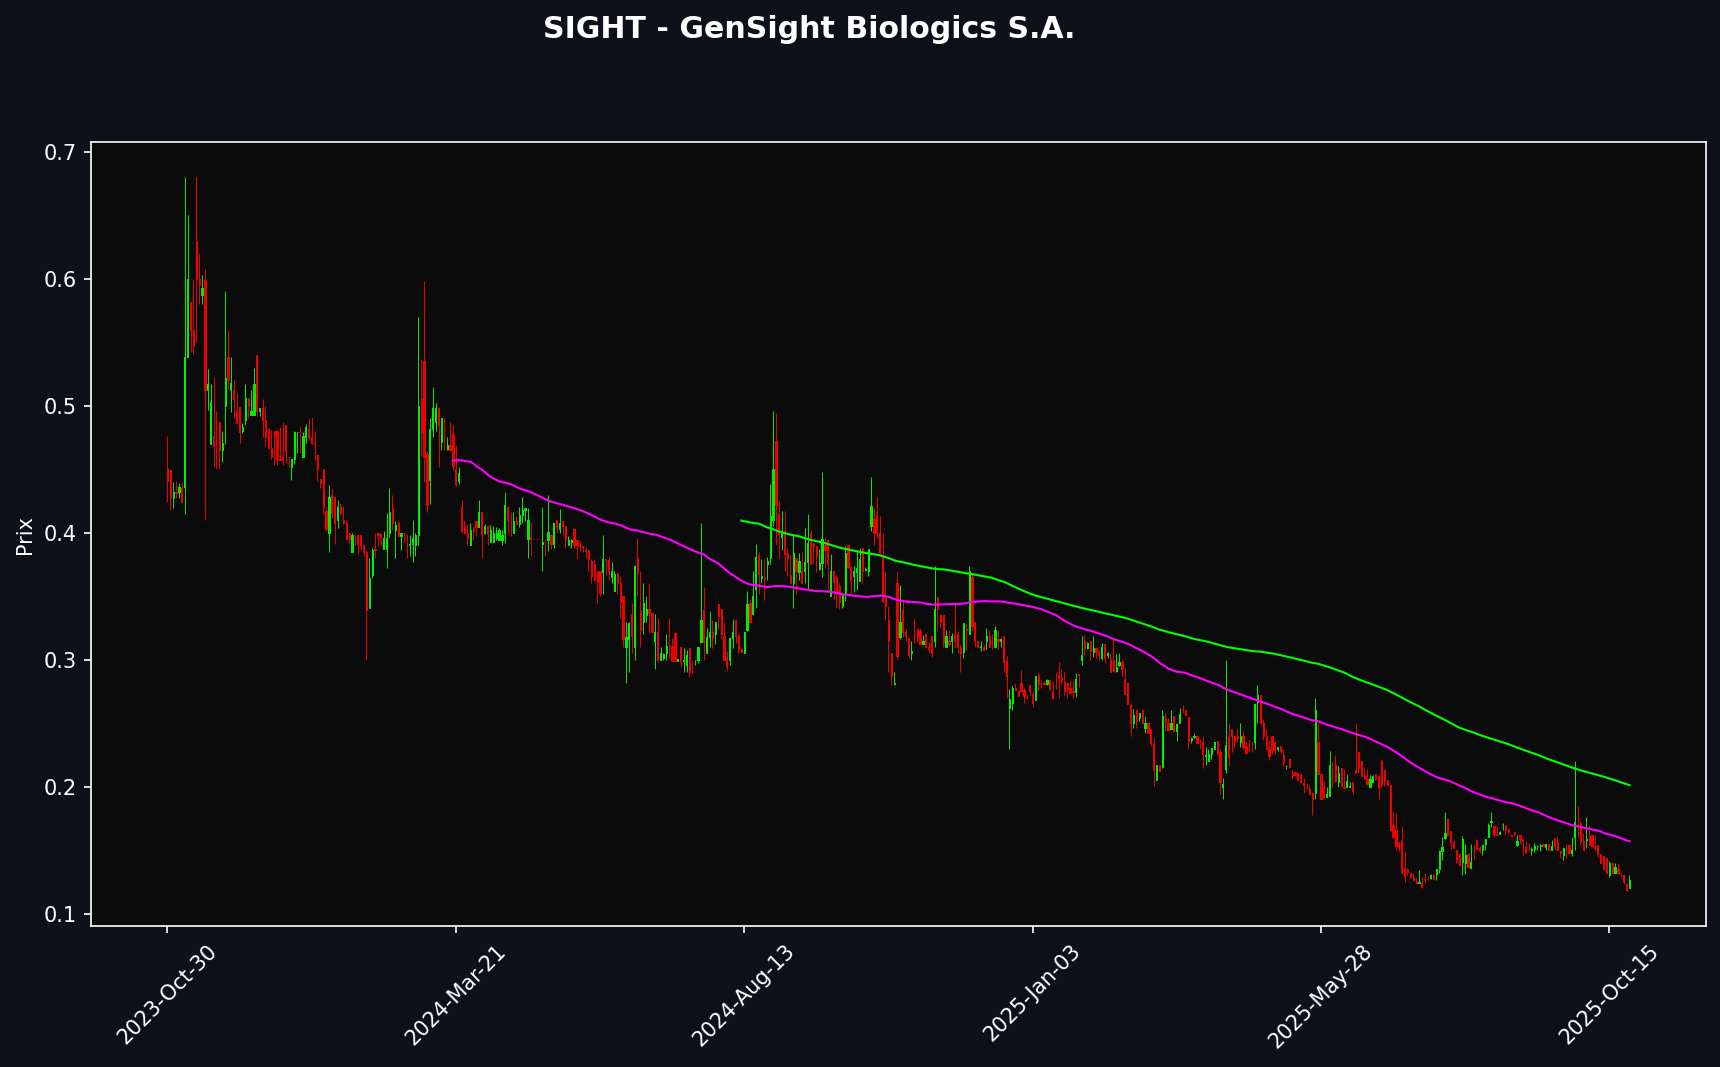 SIGHT - GenSight Biologics S.A.
Prix
0.7
0.6
0.5
0.4
0.3
0.2
0.1
2023-Oct-30
2024-Mar-21
2024-Aug-13
2025-Jan-03
2025-May-28
2025-Oct-15